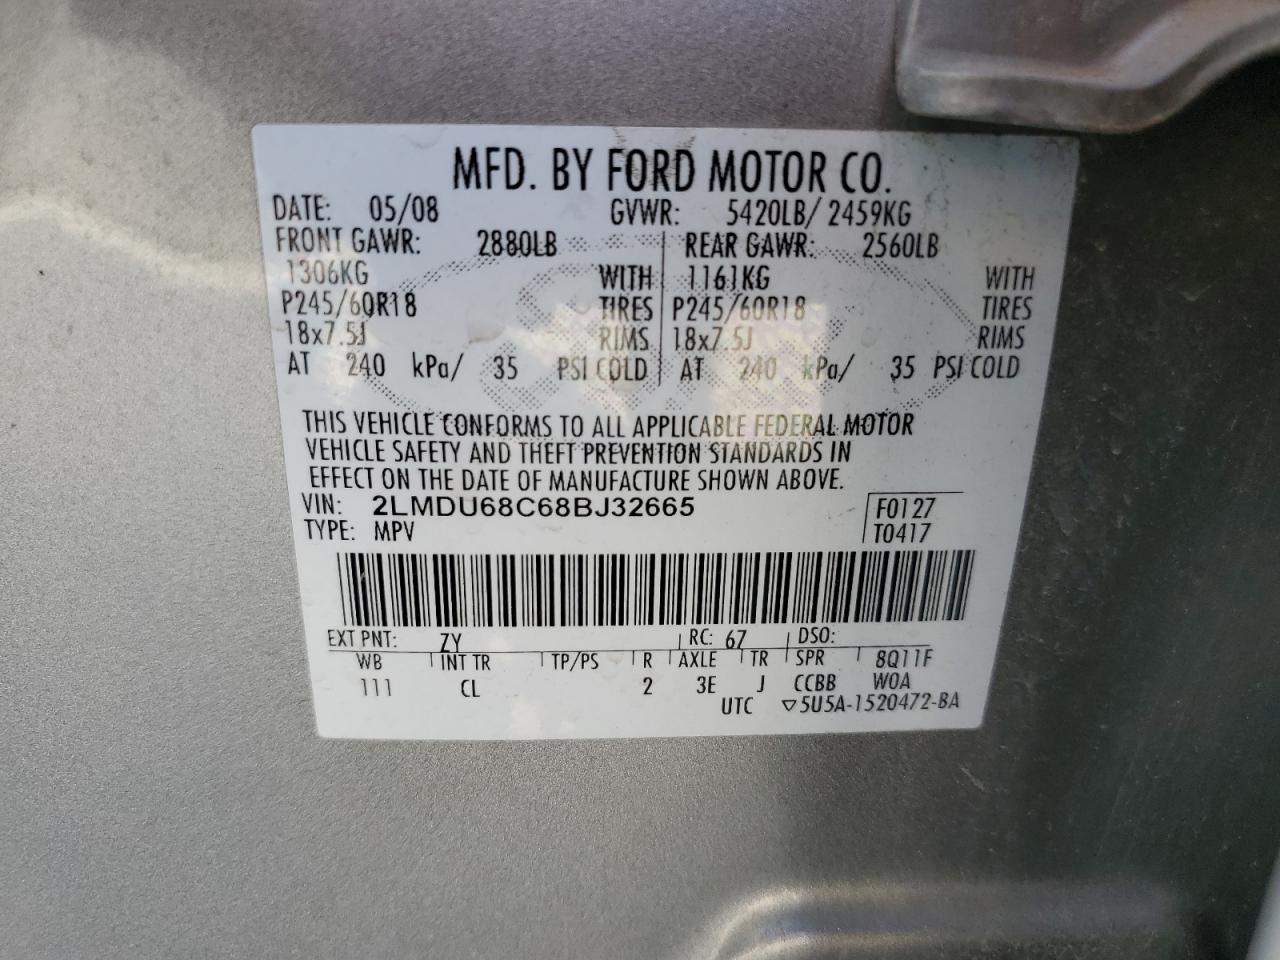 MFD. BY FORD MOTOR CO.
DATE: 05/08 GVWR: 5420LB/ 2459KG
FRONT GAWR: 2880LB REAR GAWR: 2560LB
1306KG WITH 1161KG WITH
P245/60R18 TIRES P245/60R18 TIRES
18x7.5J RIMS 18x7.5J RIMS
AT 240 kPa/ 35 PSI COLD AT 240 kPa/ 35 PSI COLD
THIS VEHICLE CONFORMS TO ALL APPLICABLE FEDERAL MOTOR
VEHICLE SAFETY AND THEFT PREVENTION STANDARDS IN
EFFECT ON THE DATE OF MANUFACTURE SHOWN ABOVE.
VIN: 2LMDU68C68BJ32665 F0127
TYPE: MPV T0417
EXT PNT: ZY RC: 67 DSO:
WB INT TR TP/PS R AXLE TR SPR 8Q11F
111 CL 2 3E J CCBB W0A
UTC ▽5U5A-1520472-BA